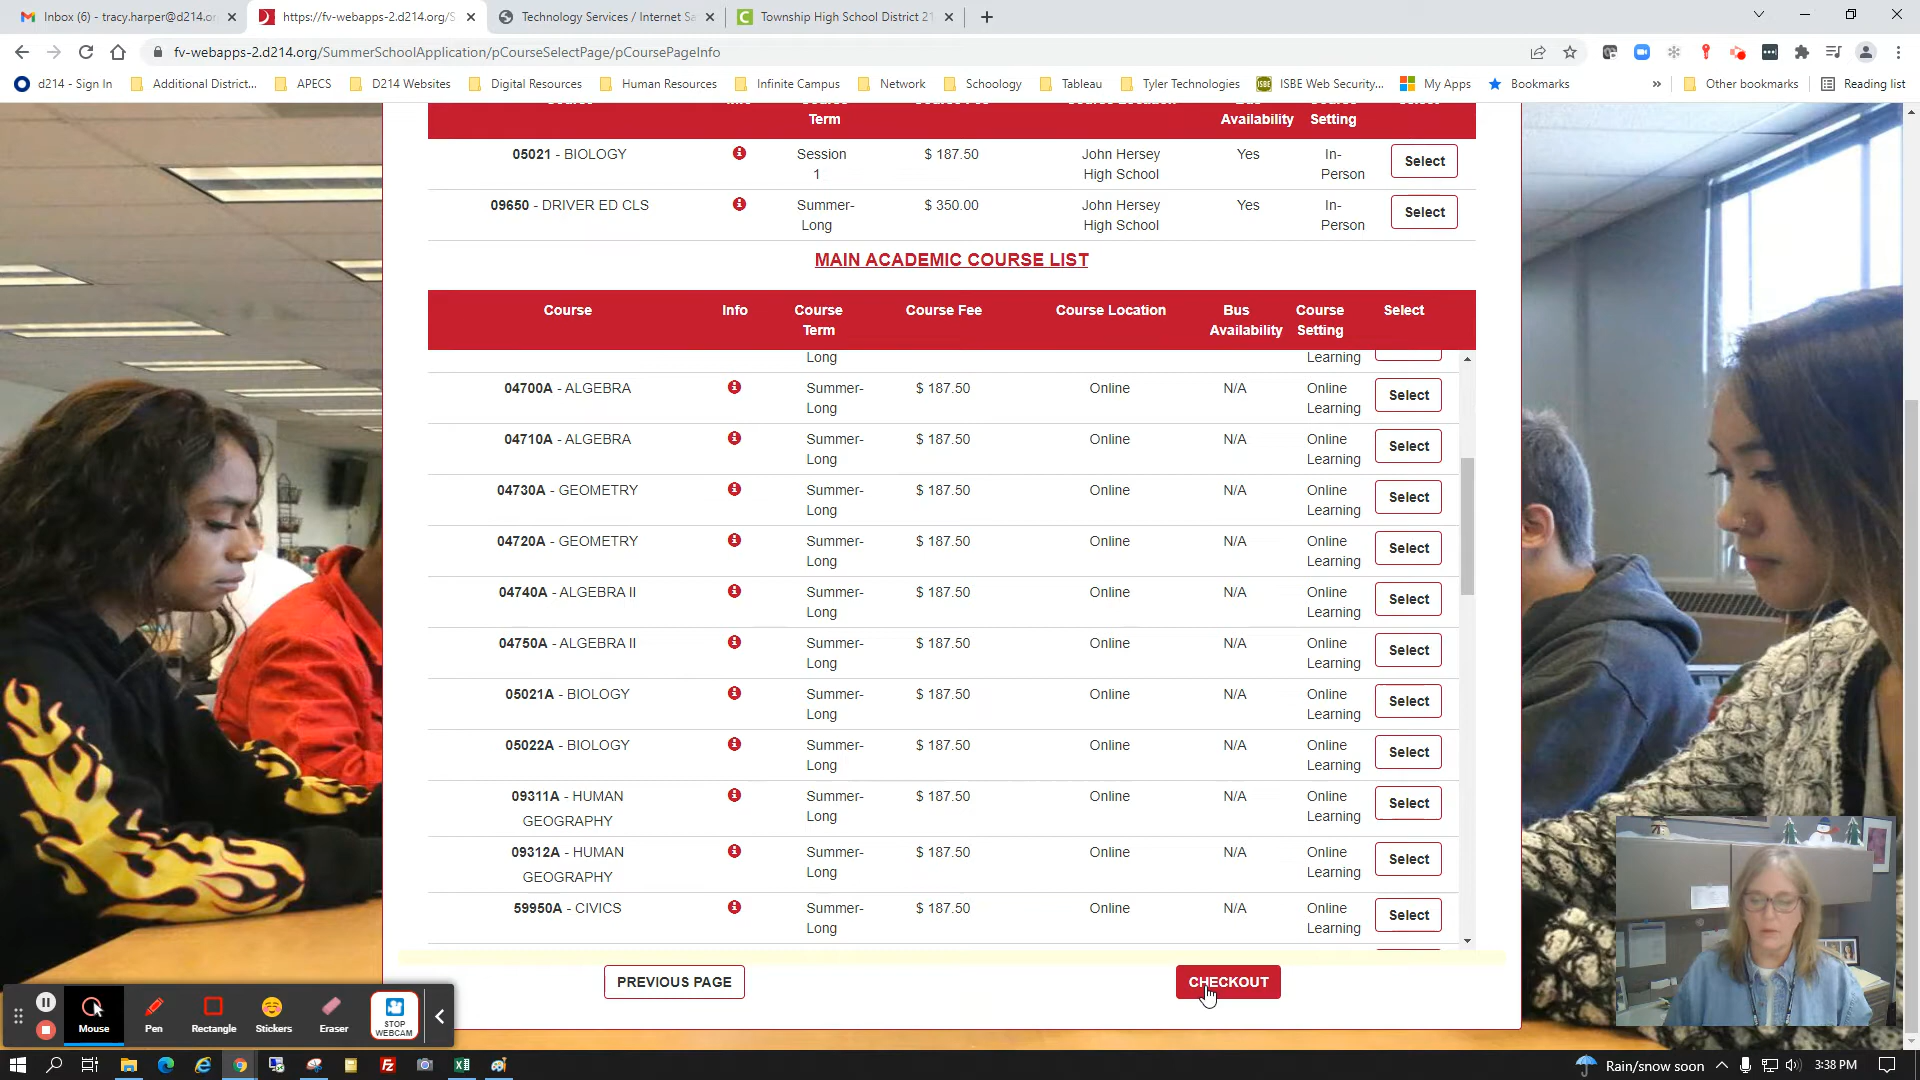 Inbox (6) - tracy.harper@d214.or
https://fv-webapps-2.d214.org/S
Technology Services / Internet Sa
Township High School District 21
fv-webapps-2.d214.org/SummerSchoolApplication/pCourseSelectPage/pCoursePageInfo
d214 - Sign In
Additional District...
APECS
D214 Websites
Digital Resources
Human Resources
Infinite Campus
Network
Schoology
Tableau
Tyler Technologies
ISBE Web Security...
My Apps
Bookmarks
»
Other bookmarks
Reading list
Term
Availability
Setting
05021 - BIOLOGY Session $ 187.50 John Hersey Yes In- Select
1 High School Person
09650 - DRIVER ED CLS Summer- $ 350.00 John Hersey Yes In- Select
Long High School Person
MAIN ACADEMIC COURSE LIST
Course Info Course Course Fee Course Location Bus Course Select
Term Availability Setting
Long Learning
04700A - ALGEBRA Summer- $ 187.50 Online N/A Online Select
Long Learning
04710A - ALGEBRA Summer- $ 187.50 Online N/A Online Select
Long Learning
04730A - GEOMETRY Summer- $ 187.50 Online N/A Online Select
Long Learning
04720A - GEOMETRY Summer- $ 187.50 Online N/A Online Select
Long Learning
04740A - ALGEBRA II Summer- $ 187.50 Online N/A Online Select
Long Learning
04750A - ALGEBRA II Summer- $ 187.50 Online N/A Online Select
Long Learning
05021A - BIOLOGY Summer- $ 187.50 Online N/A Online Select
Long Learning
05022A - BIOLOGY Summer- $ 187.50 Online N/A Online Select
Long Learning
09311A - HUMAN Summer- $ 187.50 Online N/A Online Select
GEOGRAPHY Long Learning
09312A - HUMAN Summer- $ 187.50 Online N/A Online Select
GEOGRAPHY Long Learning
59950A - CIVICS Summer- $ 187.50 Online N/A Online Select
Long Learning
PREVIOUS PAGE
CHECKOUT
Mouse
Pen
Rectangle
Stickers
Eraser
STOP
WEBCAM
Rain/snow soon
3:38 PM